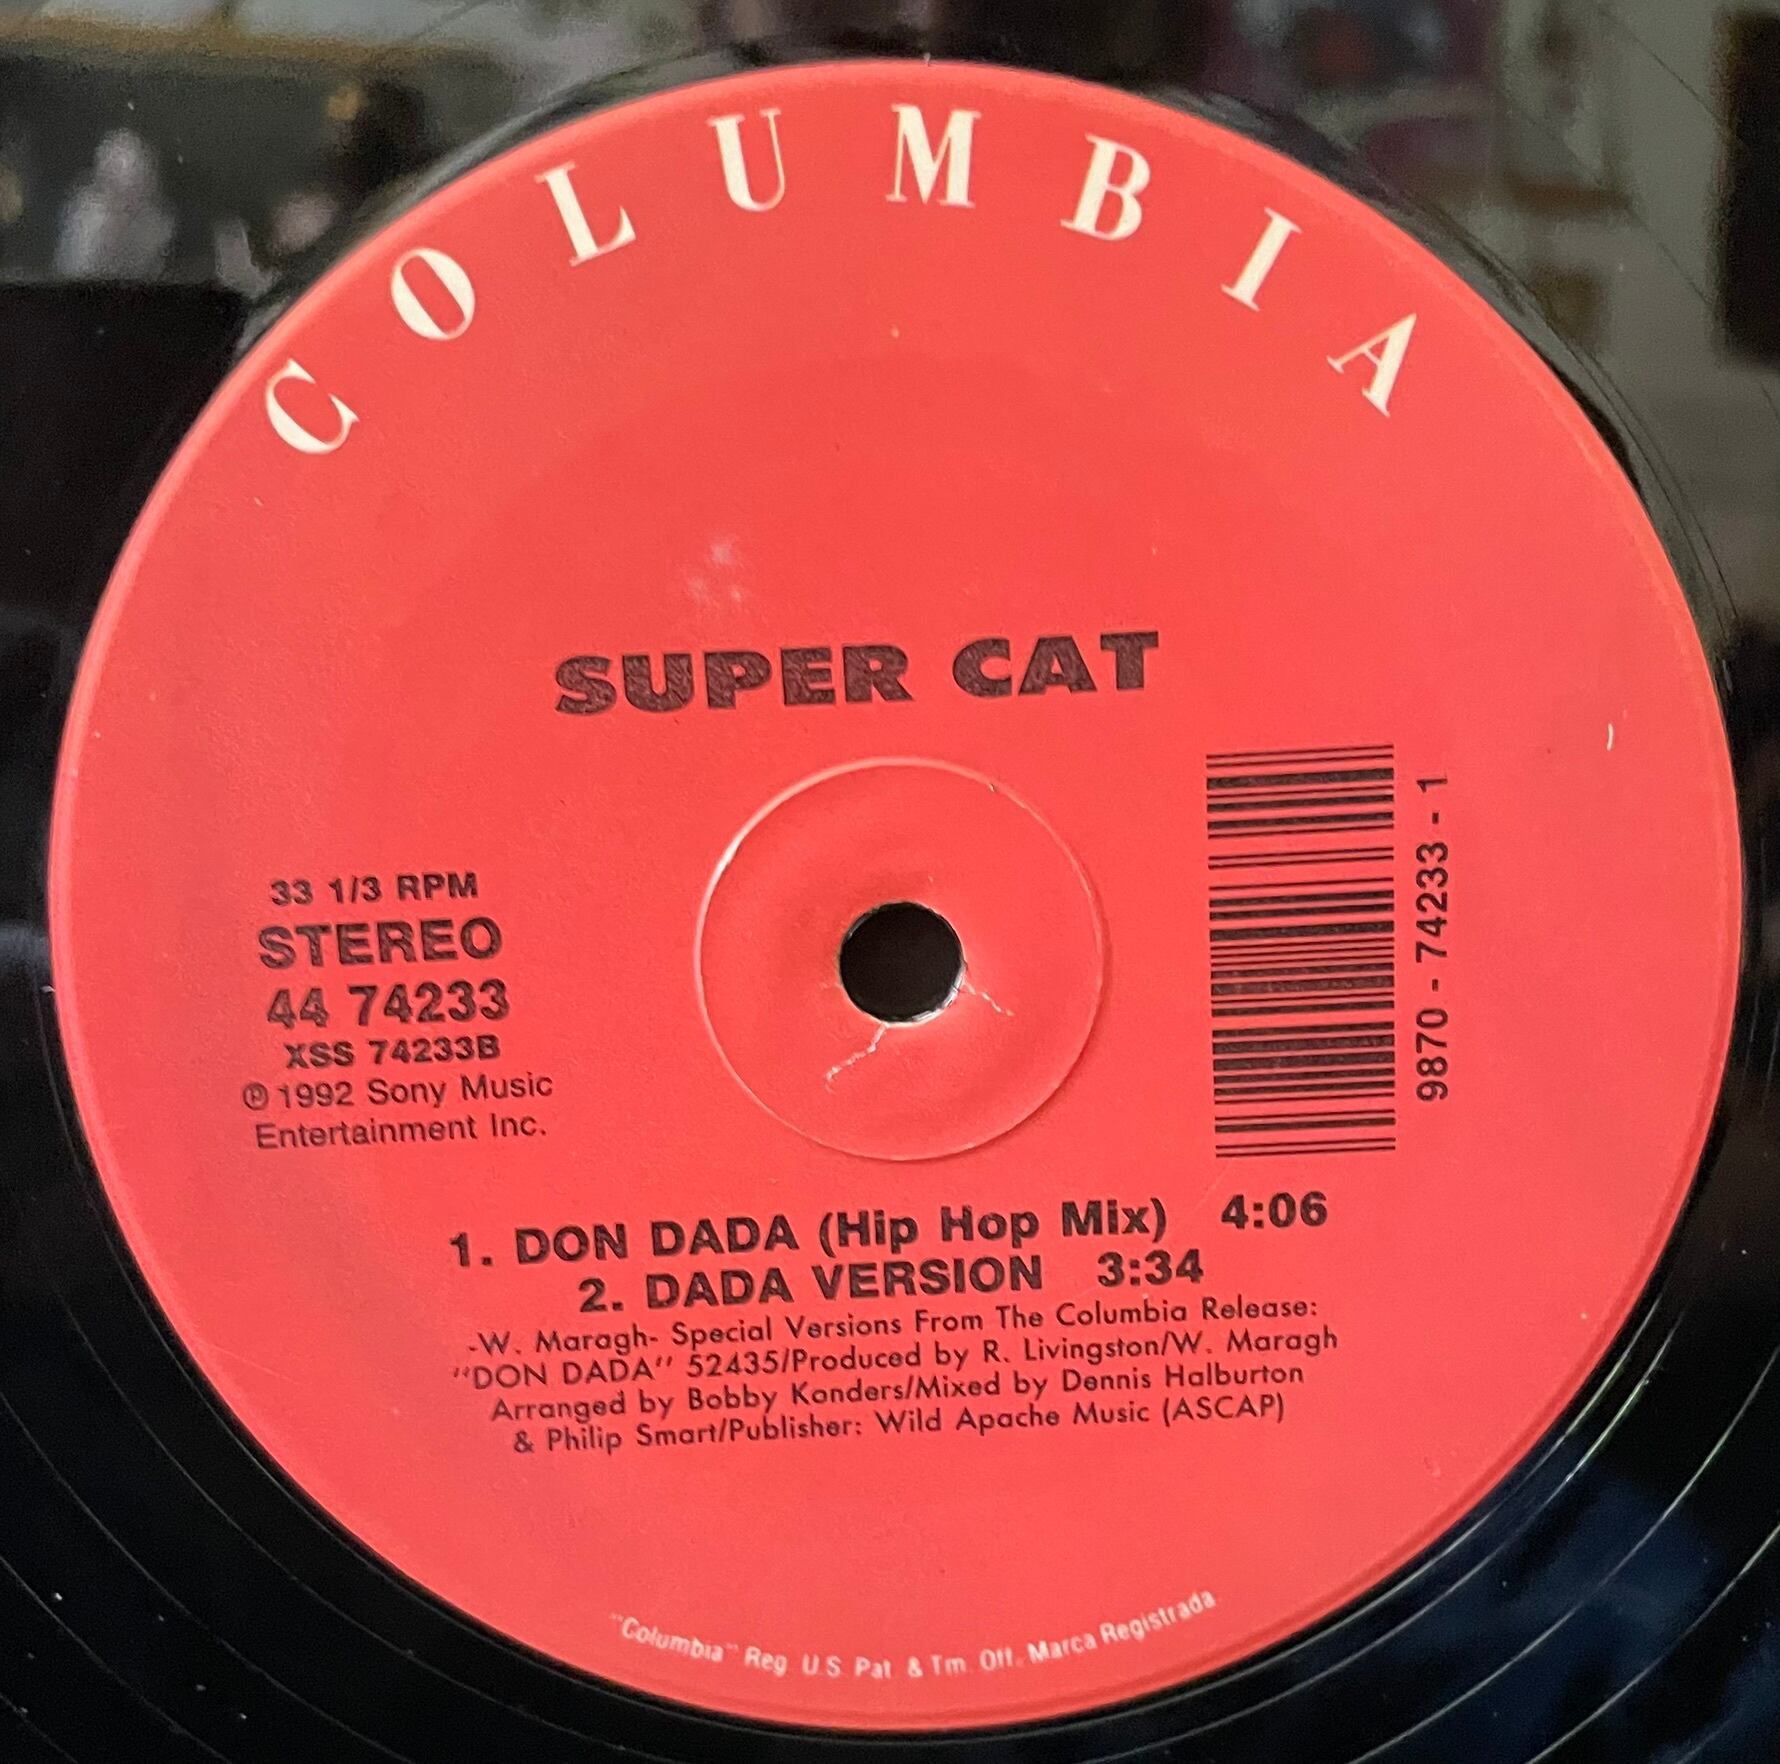 COLUMBIA
SUPER CAT
33 1/3 RPM
STEREO
44 74233
XSS 74233B
℗ 1992 Sony Music
Entertainment Inc.
9870 - 74233 - 1
1. DON DADA (Hip Hop Mix) 4:06
2. DADA VERSION 3:34
-W. Maragh- Special Versions From The Columbia Release:
"DON DADA" 52435/Produced by R. Livingston/W. Maragh
Arranged by Bobby Konders/Mixed by Dennis Halburton
& Philip Smart/Publisher: Wild Apache Music (ASCAP)
"Columbia" Reg. U.S. Pat. & Tm. Off. Marca Registrada.